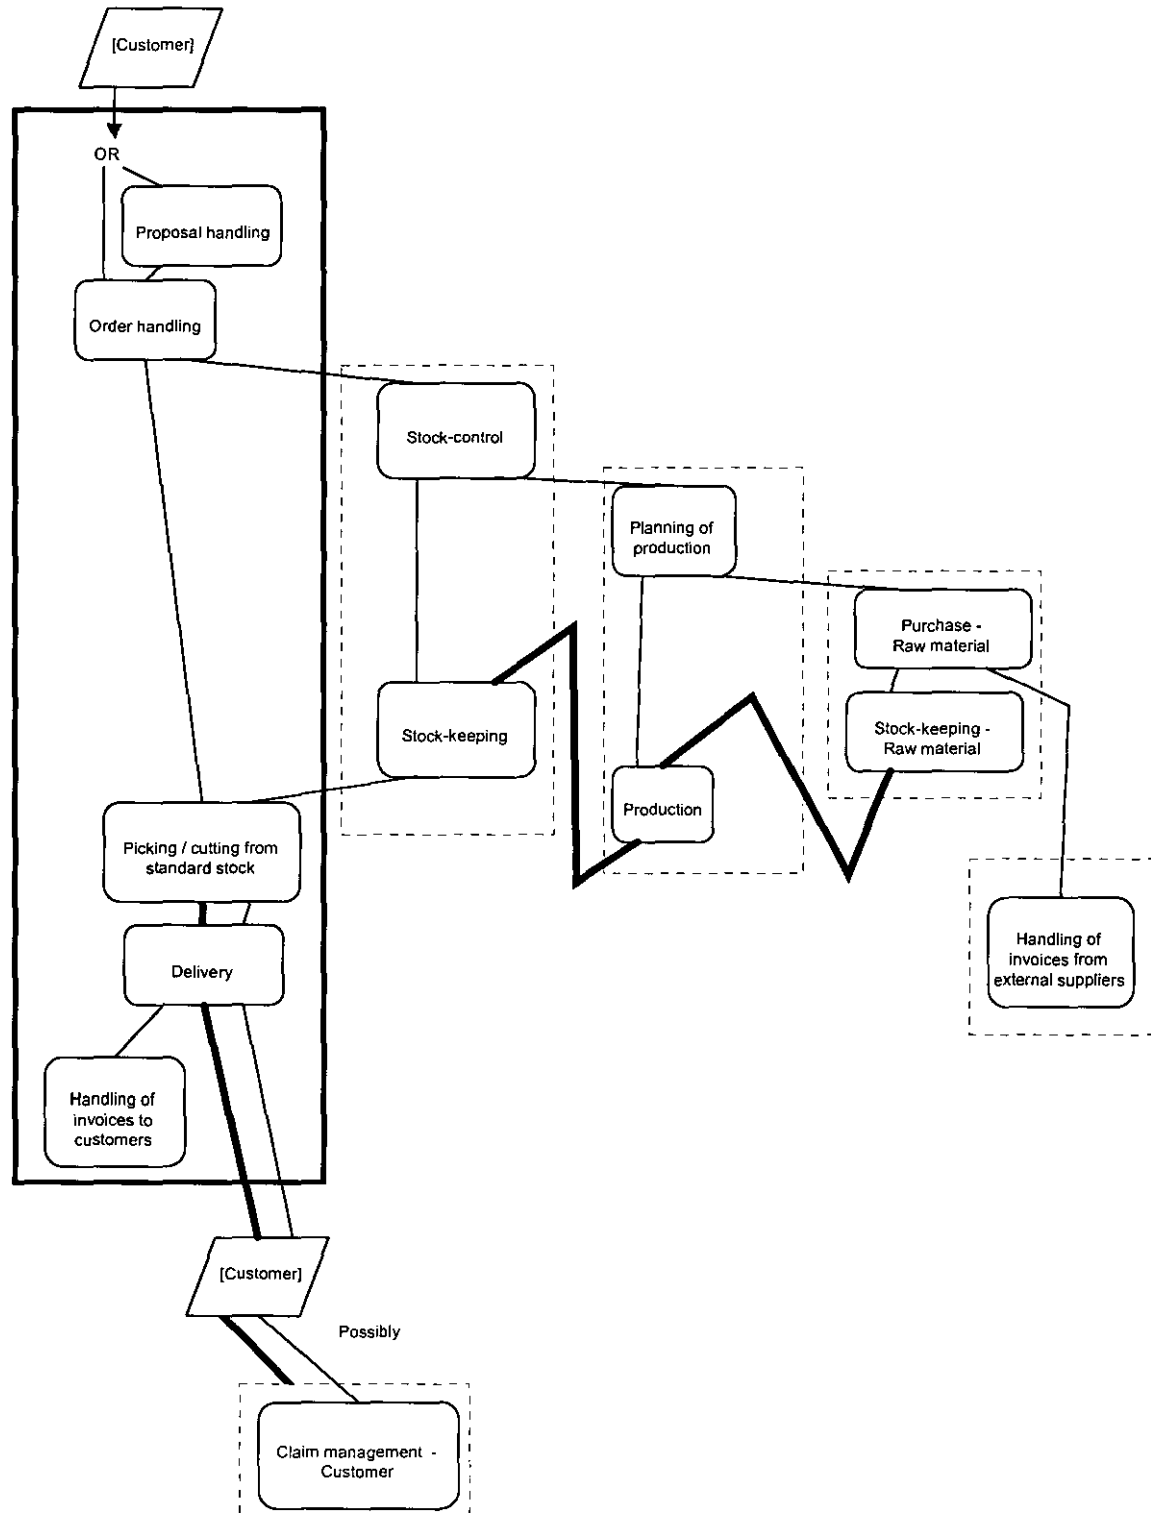 [Customer]
OR
Proposal handling
Order handling
Stock-control
Planning of
production
Purchase -
Raw material
Stock-keeping
Stock-keeping -
Raw material
Production
Picking / cutting from
standard stock
Delivery
Handling of
invoices from
external suppliers
Handling of
invoices to
customers
[Customer]
Possibly
Claim management -
Customer